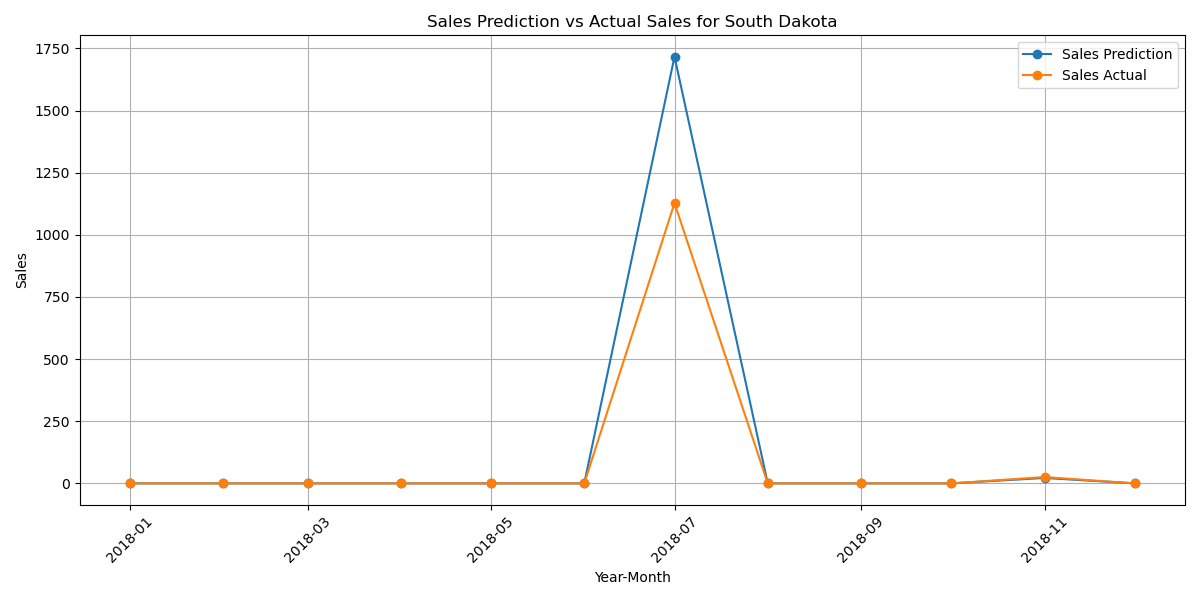 Sales Prediction vs Actual Sales for South Dakota
Sales Prediction
Sales Actual
1750
1500
1250
1000
750
500
250
0
Sales
2018-01
2018-03
2018-05
2018-07
2018-09
2018-11
Year-Month